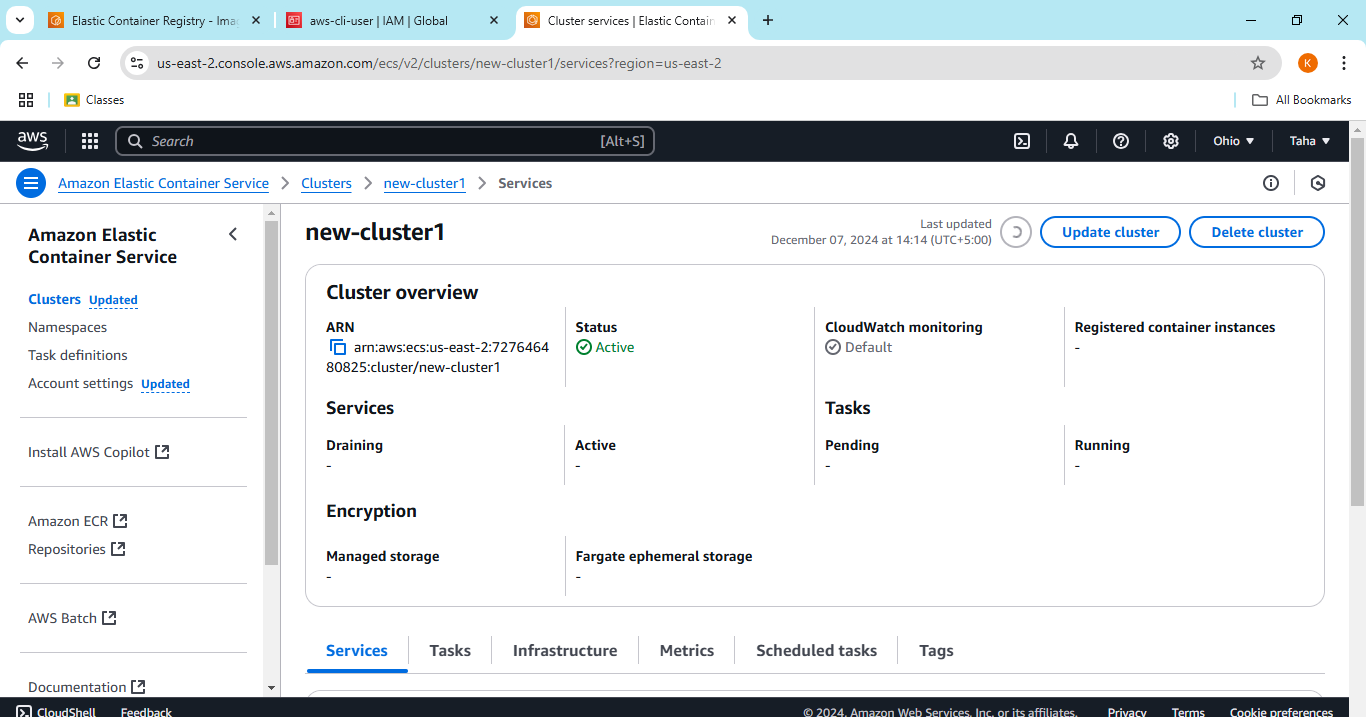 Elastic Container Registry - Ima
aws-cli-user | IAM | Global
Cluster services | Elastic Contain
us-east-2.console.aws.amazon.com/ecs/v2/clusters/new-cluster1/services?region=us-east-2
K
Classes
All Bookmarks
aws
Search
[Alt+S]
Ohio
Taha
Amazon Elastic Container Service
Clusters
new-cluster1
Services
Amazon Elastic
Container Service
Clusters Updated
Namespaces
Task definitions
Account settings Updated
Install AWS Copilot
Amazon ECR
Repositories
AWS Batch
Documentation
new-cluster1
Last updated
December 07, 2024 at 14:14 (UTC+5:00)
Update cluster
Delete cluster
Cluster overview
ARN
arn:aws:ecs:us-east-2:7276464
80825:cluster/new-cluster1
Status
Active
CloudWatch monitoring
Default
Registered container instances
-
Services
Draining
-
Active
-
Tasks
Pending
-
Running
-
Encryption
Managed storage
-
Fargate ephemeral storage
-
Services
Tasks
Infrastructure
Metrics
Scheduled tasks
Tags
CloudShell
Feedback
© 2024, Amazon Web Services, Inc. or its affiliates.
Privacy
Terms
Cookie preferences